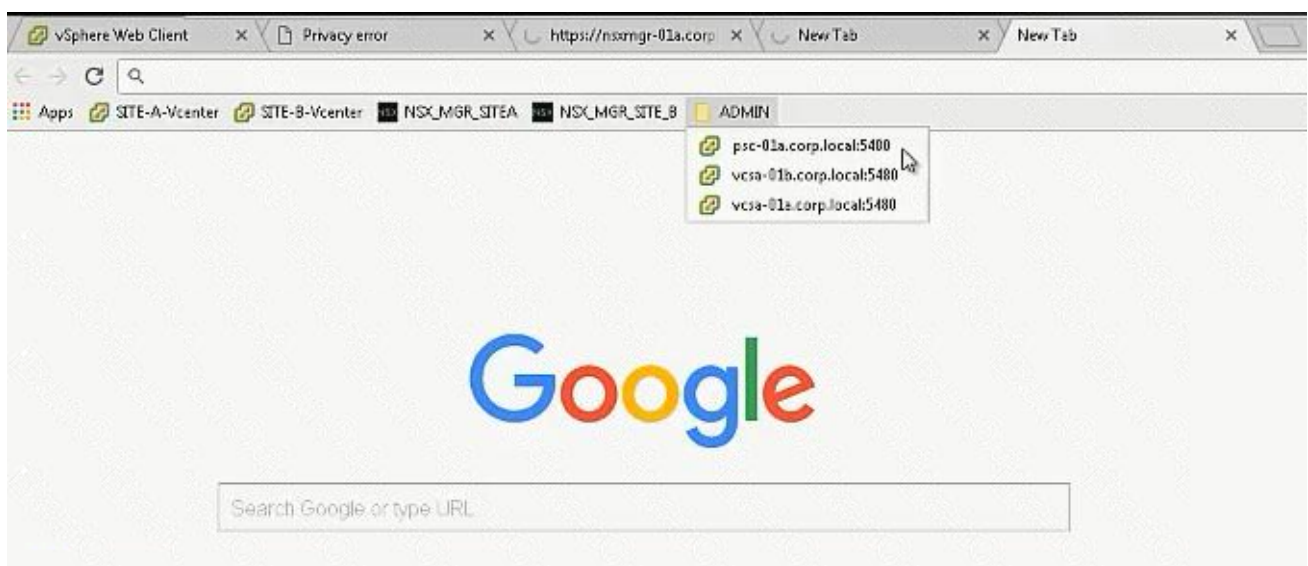 vSphere Web Client Privacy error https://nsxmgr-01a.corp New Tab New Tab
Apps SITE-A-Vcenter SITE-B-Vcenter NSX_MGR_SITEA NSX_MGR_SITE_B ADMIN
psc-01a.corp.local:5480
vcsa-01b.corp.local:5480
vcsa-01a.corp.local:5480
Google
Search Google or type URL